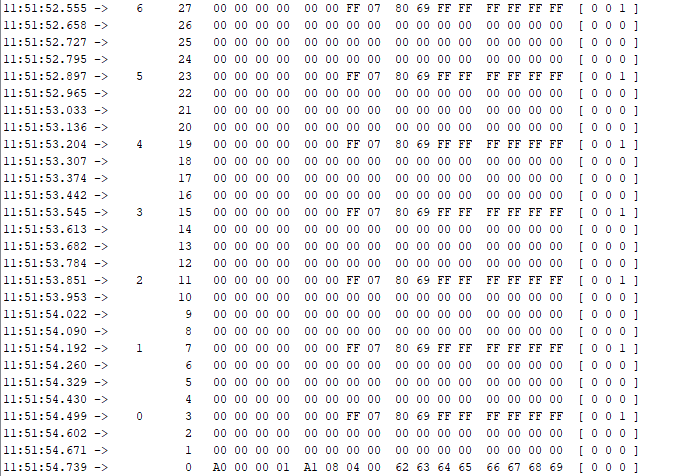 11:51:52.555 -> 6 27 00 00 00 00 00 00 FF 07 80 69 FF FF FF FF FF FF [ 0 0 1 ]
11:51:52.658 -> 26 00 00 00 00 00 00 00 00 00 00 00 00 00 00 00 00 [ 0 0 0 ]
11:51:52.727 -> 25 00 00 00 00 00 00 00 00 00 00 00 00 00 00 00 00 [ 0 0 0 ]
11:51:52.795 -> 24 00 00 00 00 00 00 00 00 00 00 00 00 00 00 00 00 [ 0 0 0 ]
11:51:52.897 -> 5 23 00 00 00 00 00 00 FF 07 80 69 FF FF FF FF FF FF [ 0 0 1 ]
11:51:52.965 -> 22 00 00 00 00 00 00 00 00 00 00 00 00 00 00 00 00 [ 0 0 0 ]
11:51:53.033 -> 21 00 00 00 00 00 00 00 00 00 00 00 00 00 00 00 00 [ 0 0 0 ]
11:51:53.136 -> 20 00 00 00 00 00 00 00 00 00 00 00 00 00 00 00 00 [ 0 0 0 ]
11:51:53.204 -> 4 19 00 00 00 00 00 00 FF 07 80 69 FF FF FF FF FF FF [ 0 0 1 ]
11:51:53.307 -> 18 00 00 00 00 00 00 00 00 00 00 00 00 00 00 00 00 [ 0 0 0 ]
11:51:53.374 -> 17 00 00 00 00 00 00 00 00 00 00 00 00 00 00 00 00 [ 0 0 0 ]
11:51:53.442 -> 16 00 00 00 00 00 00 00 00 00 00 00 00 00 00 00 00 [ 0 0 0 ]
11:51:53.545 -> 3 15 00 00 00 00 00 00 FF 07 80 69 FF FF FF FF FF FF [ 0 0 1 ]
11:51:53.613 -> 14 00 00 00 00 00 00 00 00 00 00 00 00 00 00 00 00 [ 0 0 0 ]
11:51:53.682 -> 13 00 00 00 00 00 00 00 00 00 00 00 00 00 00 00 00 [ 0 0 0 ]
11:51:53.784 -> 12 00 00 00 00 00 00 00 00 00 00 00 00 00 00 00 00 [ 0 0 0 ]
11:51:53.851 -> 2 11 00 00 00 00 00 00 FF 07 80 69 FF FF FF FF FF FF [ 0 0 1 ]
11:51:53.953 -> 10 00 00 00 00 00 00 00 00 00 00 00 00 00 00 00 00 [ 0 0 0 ]
11:51:54.022 -> 9 00 00 00 00 00 00 00 00 00 00 00 00 00 00 00 00 [ 0 0 0 ]
11:51:54.090 -> 8 00 00 00 00 00 00 00 00 00 00 00 00 00 00 00 00 [ 0 0 0 ]
11:51:54.192 -> 1 7 00 00 00 00 00 00 FF 07 80 69 FF FF FF FF FF FF [ 0 0 1 ]
11:51:54.260 -> 6 00 00 00 00 00 00 00 00 00 00 00 00 00 00 00 00 [ 0 0 0 ]
11:51:54.329 -> 5 00 00 00 00 00 00 00 00 00 00 00 00 00 00 00 00 [ 0 0 0 ]
11:51:54.430 -> 4 00 00 00 00 00 00 00 00 00 00 00 00 00 00 00 00 [ 0 0 0 ]
11:51:54.499 -> 0 3 00 00 00 00 00 00 FF 07 80 69 FF FF FF FF FF FF [ 0 0 1 ]
11:51:54.602 -> 2 00 00 00 00 00 00 00 00 00 00 00 00 00 00 00 00 [ 0 0 0 ]
11:51:54.671 -> 1 00 00 00 00 00 00 00 00 00 00 00 00 00 00 00 00 [ 0 0 0 ]
11:51:54.739 -> 0 A0 00 00 01 A1 08 04 00 62 63 64 65 66 67 68 69 [ 0 0 0 ]